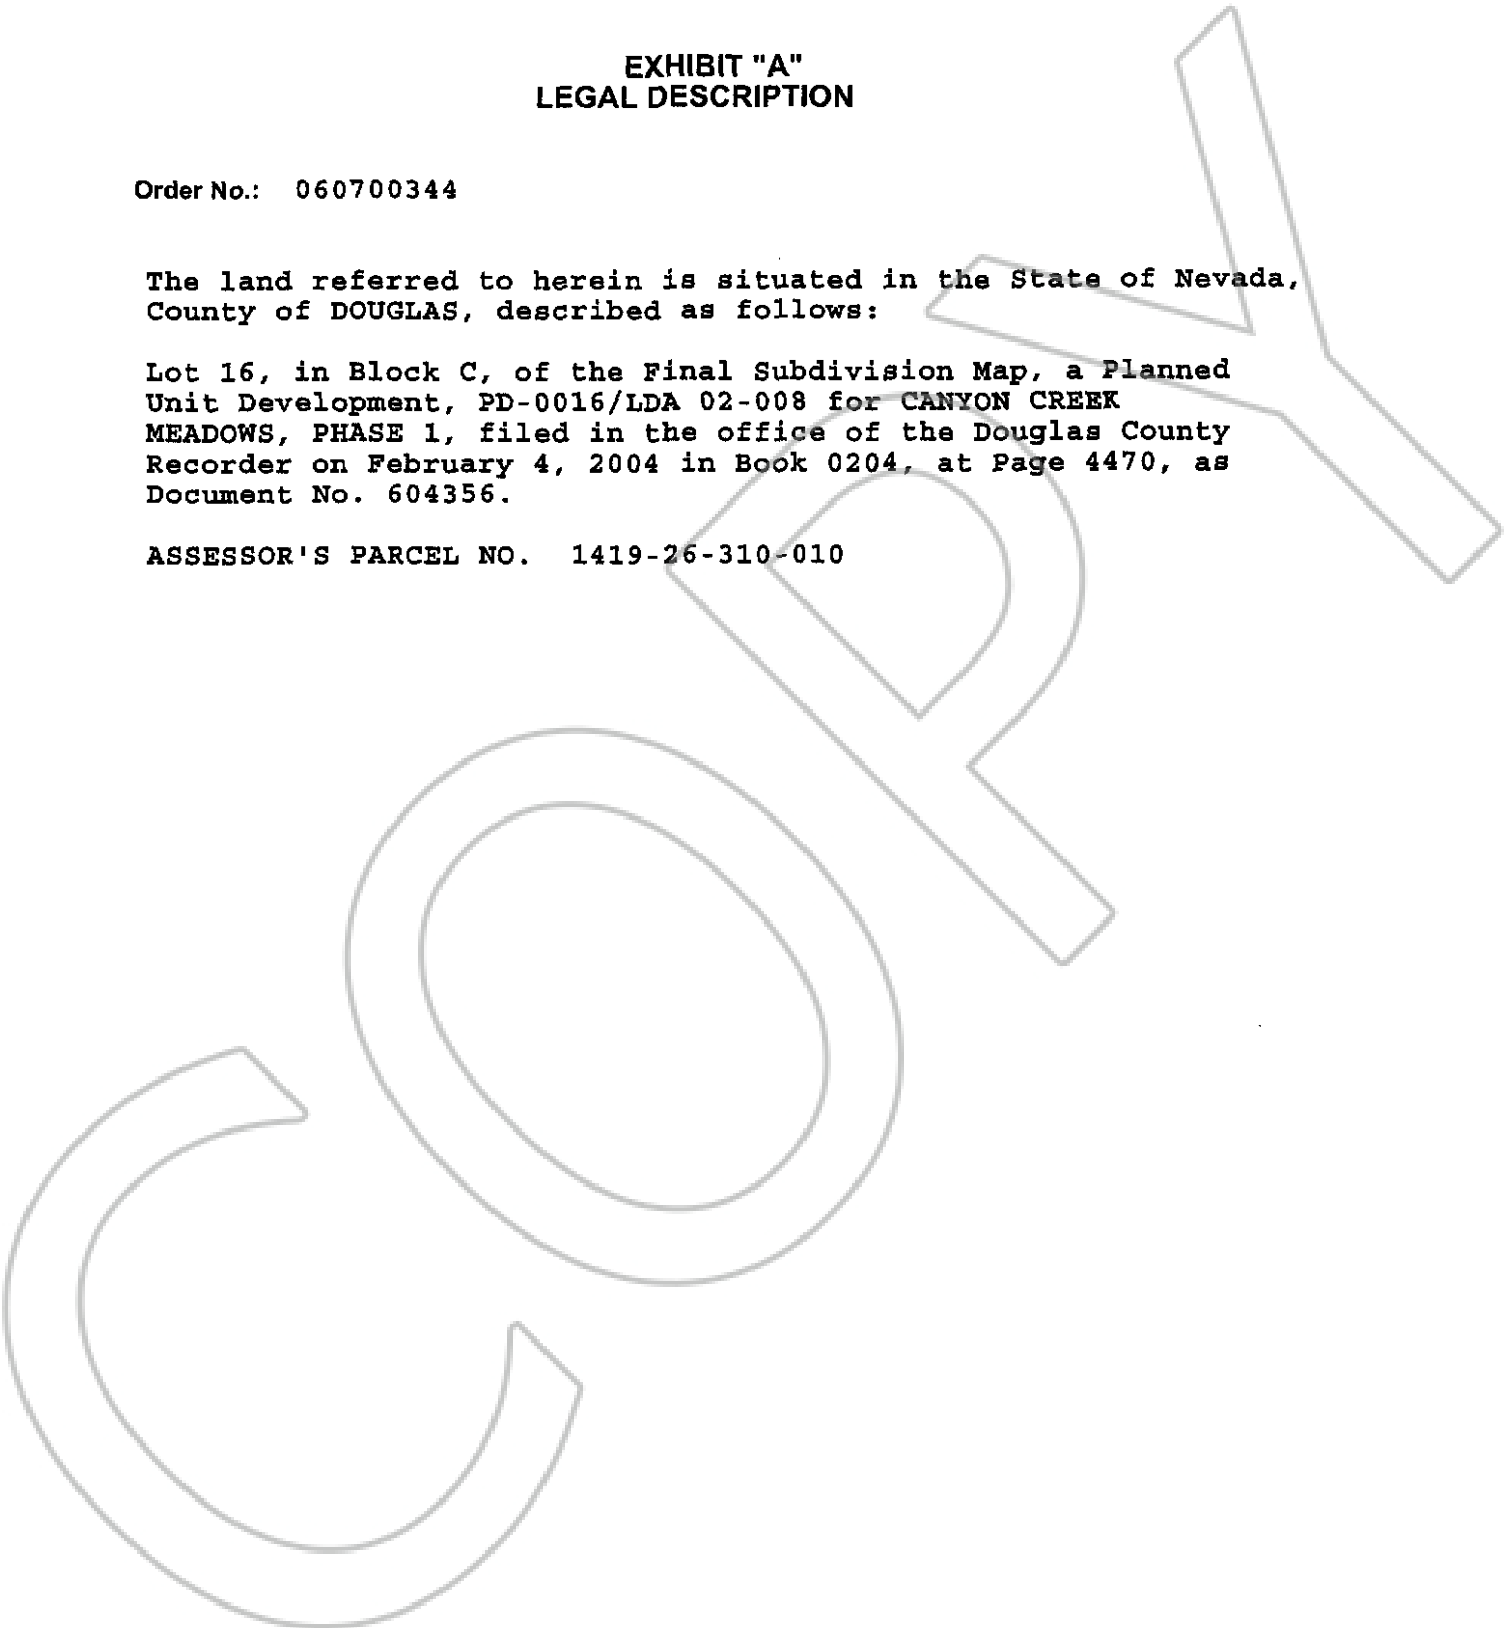 EXHIBIT "A"
LEGAL DESCRIPTION
Order No.: 060700344
The land referred to herein is situated in the State of Nevada,
County of DOUGLAS, described as follows:
Lot 16, in Block C, of the Final Subdivision Map, a Planned
Unit Development, PD-0016/LDA 02-008 for CANYON CREEK
MEADOWS, PHASE 1, filed in the office of the Douglas County
Recorder on February 4, 2004 in Book 0204, at Page 4470, as
Document No. 604356.
ASSESSOR'S PARCEL NO. 1419-26-310-010
COPY